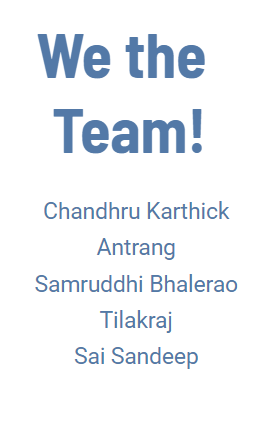 We the
Team!
Chandhru Karthick
Antrang
Samruddhi Bhalerao
Tilakraj
Sai Sandeep